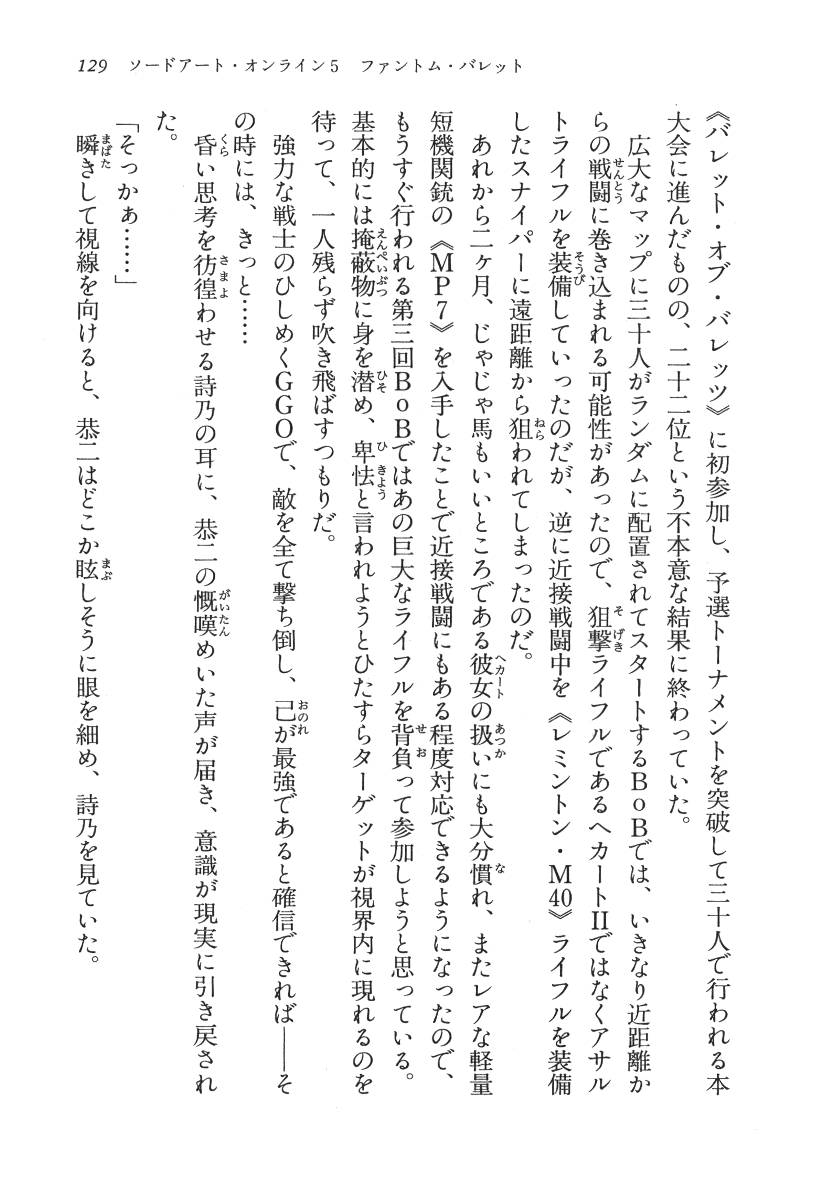 129 ソードアート・オンライン5 ファントム・バレット
《バレット・オブ・バレッツ》に初参加し、予選トーナメントを突破して三十人で行われる本
大会に進んだものの、二十二位という不本意な結果に終わっていた。
広大なマップに三十人がランダムに配置されてスタートするBoBでは、いきなり近距離か
らの戦闘に巻き込まれる可能性があったので、狙撃ライフルであるヘカートIIではなくアサル
トライフルを装備していったのだが、逆に近接戦闘中を《レミントン・M40》ライフルを装備
したスナイパーに遠距離から狙われてしまったのだ。
あれから二ヶ月、じゃじゃ馬もいいところである彼女の扱いにも大分慣れ、またレアな軽量
短機関銃の《MP7》を入手したことで近接戦闘にもある程度対応できるようになったので、
もうすぐ行われる第三回BoBではあの巨大なライフルを背負って参加しようと思っている。
基本的には掩蔽物に身を潜め、卑怯と言われようとひたすらターゲットが視界内に現れるのを
待って、一人残らず吹き飛ばすつもりだ。
強力な戦士のひしめくGGOで、敵を全て撃ち倒し、己が最強であると確信できれば――そ
の時には、きっと……
昏い思考を彷徨わせる詩乃の耳に、恭二の慨嘆めいた声が届き、意識が現実に引き戻され
た。
「そっかぁ……」
瞬きして視線を向けると、恭二はどこか眩しそうに眼を細め、詩乃を見ていた。